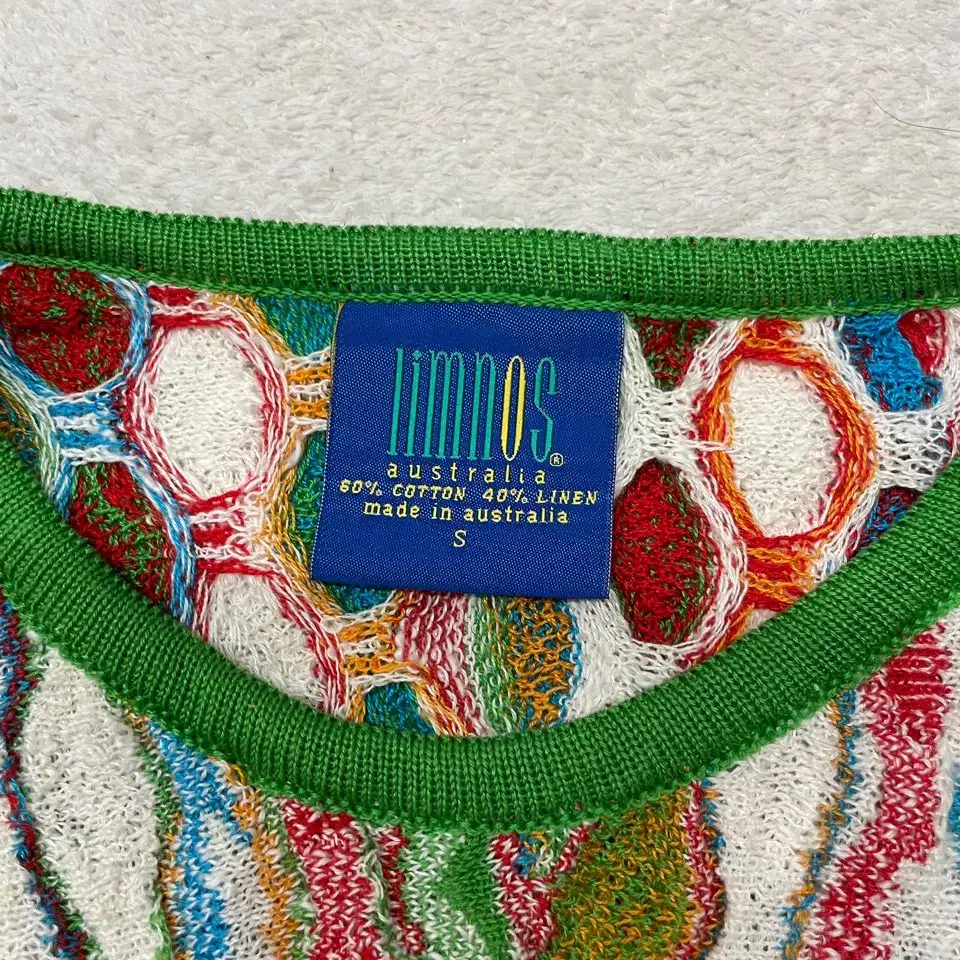 limnos®
australia
60% COTTON 40% LINEN
made in australia
S